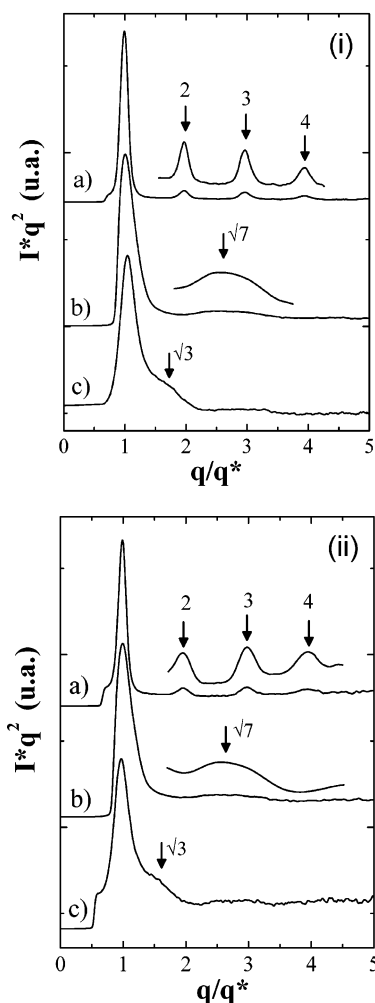 (i)
2
3
4
a)
√7
b)
√3
c)
I*q² (u.a.)
0 1 2 3 4 5
q/q*
(ii)
2
3
4
a)
√7
b)
√3
c)
I*q² (u.a.)
0 1 2 3 4 5
q/q*